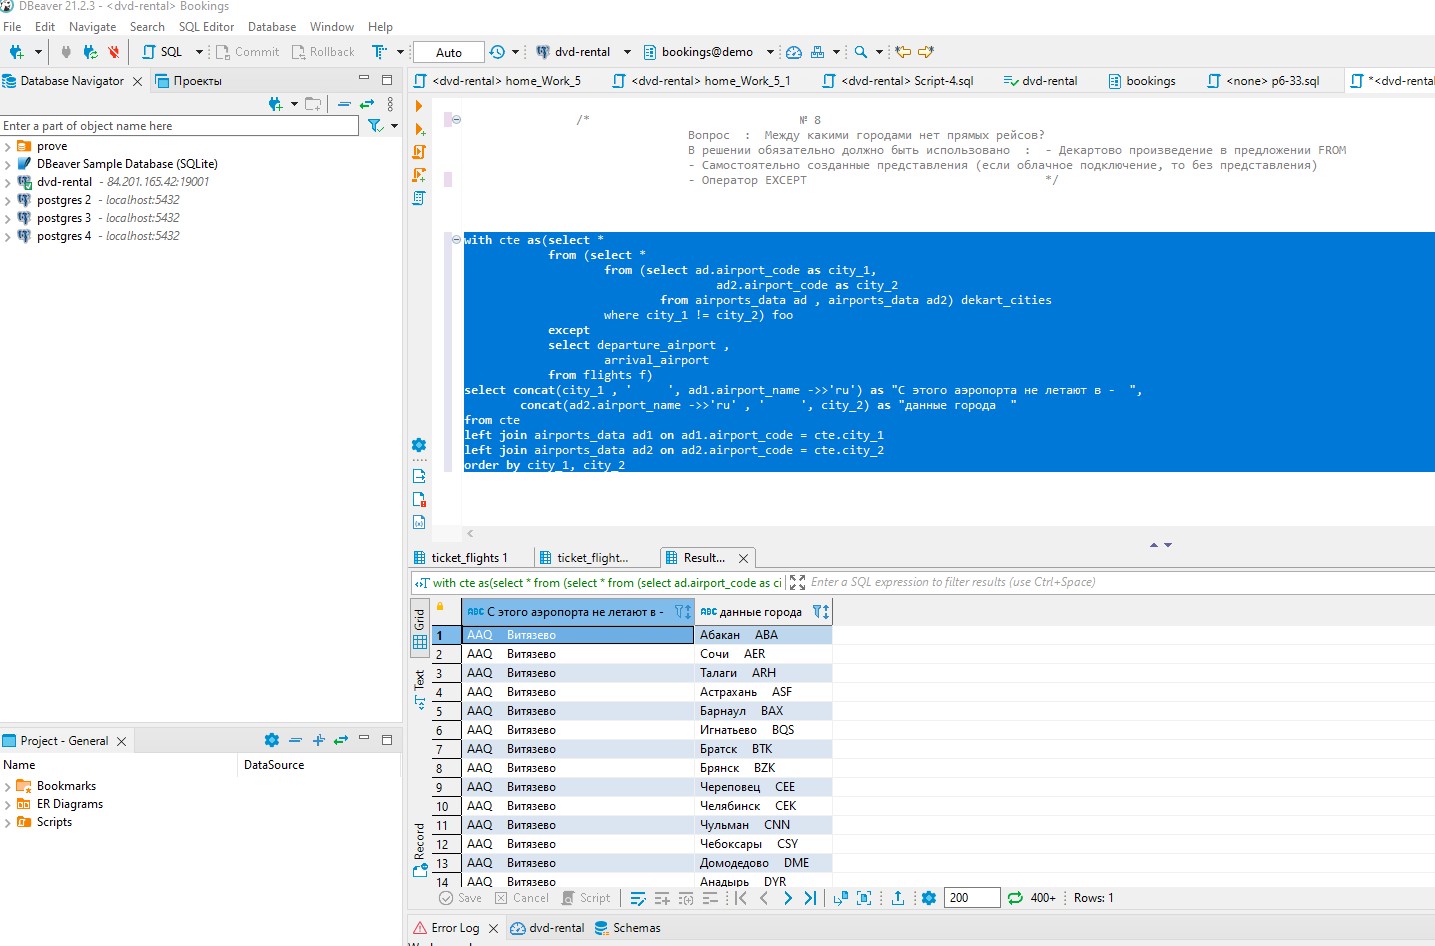 DBeaver 21.2.3 - <dvd-rental> Bookings
File Edit Navigate Search SQL Editor Database Window Help
SQL Commit Rollback Auto dvd-rental bookings@demo
Database Navigator Проекты
<dvd-rental> home_Work_5 <dvd-rental> home_Work_5_1 <dvd-rental> Script-4.sql dvd-rental bookings <none> р6-33.sql *<dvd-renta
Enter a part of object name here
prove
DBeaver Sample Database (SQLite)
dvd-rental - 84.201.165.42:19001
postgres 2 - localhost:5432
postgres 3 - localhost:5432
postgres 4 - localhost:5432
/* № 8
Вопрос : Между какими городами нет прямых рейсов?
В решении обязательно должно быть использовано : - Декартово произведение в предложении FROM
- Самостоятельно созданные представления (если облачное подключение, то без представления)
- Оператор EXCEPT */
with cte as(select *
from (select *
from (select ad.airport_code as city_1,
ad2.airport_code as city_2
from airports_data ad , airports_data ad2) dekart_cities
where city_1 != city_2) foo
except
select departure_airport ,
arrival_airport
from flights f)
select concat(city_1 , '     ', ad1.airport_name ->>'ru') as "С этого аэропорта не летают в -  ",
concat(ad2.airport_name ->>'ru' , '     ', city_2) as "данные города  "
from cte
left join airports_data ad1 on ad1.airport_code = cte.city_1
left join airports_data ad2 on ad2.airport_code = cte.city_2
order by city_1, city_2
ticket_flights 1 ticket_flight... Result...
with cte as(select * from (select * from (select ad.airport_code as ci Enter a SQL expression to filter results (use Ctrl+Space)
Grid
Text
Record
ABC С этого аэропорта не летают в - ABC данные города
1 AAQ Витязево Абакан ABA
2 AAQ Витязево Сочи AER
3 AAQ Витязево Талаги ARH
4 AAQ Витязево Астрахань ASF
5 AAQ Витязево Барнаул BAX
6 AAQ Витязево Игнатьево BQS
7 AAQ Витязево Братск BTK
8 AAQ Витязево Брянск BZK
9 AAQ Витязево Череповец CEE
10 AAQ Витязево Челябинск CEK
11 AAQ Витязево Чульман CNN
12 AAQ Витязево Чебоксары CSY
13 AAQ Витязево Домодедово DME
14 AAQ Витязево Анадырь DYR
Save Cancel Script 200 400+ Rows: 1
Error Log dvd-rental Schemas
Project - General
Name DataSource
Bookmarks
ER Diagrams
Scripts